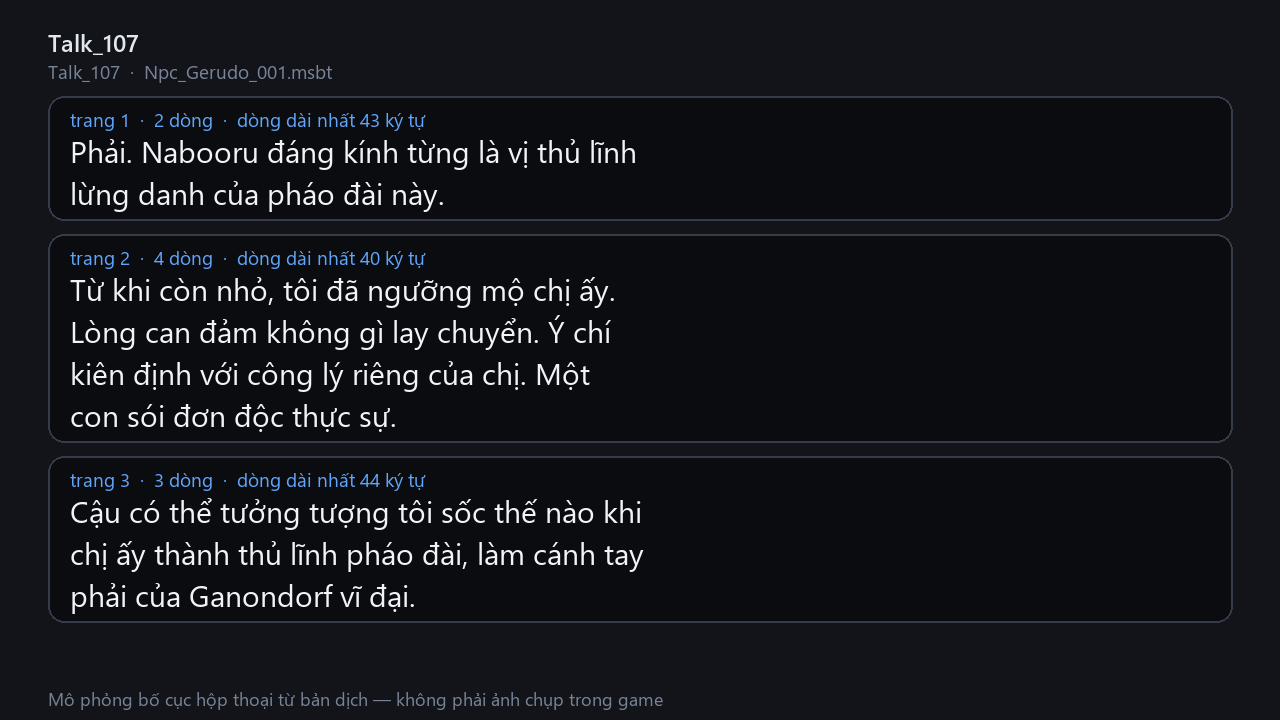 Talk_107
Talk_107 · Npc_Gerudo_001.msbt
trang 1 · 2 dòng · dòng dài nhất 43 ký tự
Phải. Nabooru đáng kính từng là vị thủ lĩnh
lừng danh của pháo đài này.
trang 2 · 4 dòng · dòng dài nhất 40 ký tự
Từ khi còn nhỏ, tôi đã ngưỡng mộ chị ấy.
Lòng can đảm không gì lay chuyển. Ý chí
kiên định với công lý riêng của chị. Một
con sói đơn độc thực sự.
trang 3 · 3 dòng · dòng dài nhất 44 ký tự
Cậu có thể tưởng tượng tôi sốc thế nào khi
chị ấy thành thủ lĩnh pháo đài, làm cánh tay
phải của Ganondorf vĩ đại.
Mô phỏng bố cục hộp thoại từ bản dịch — không phải ảnh chụp trong game